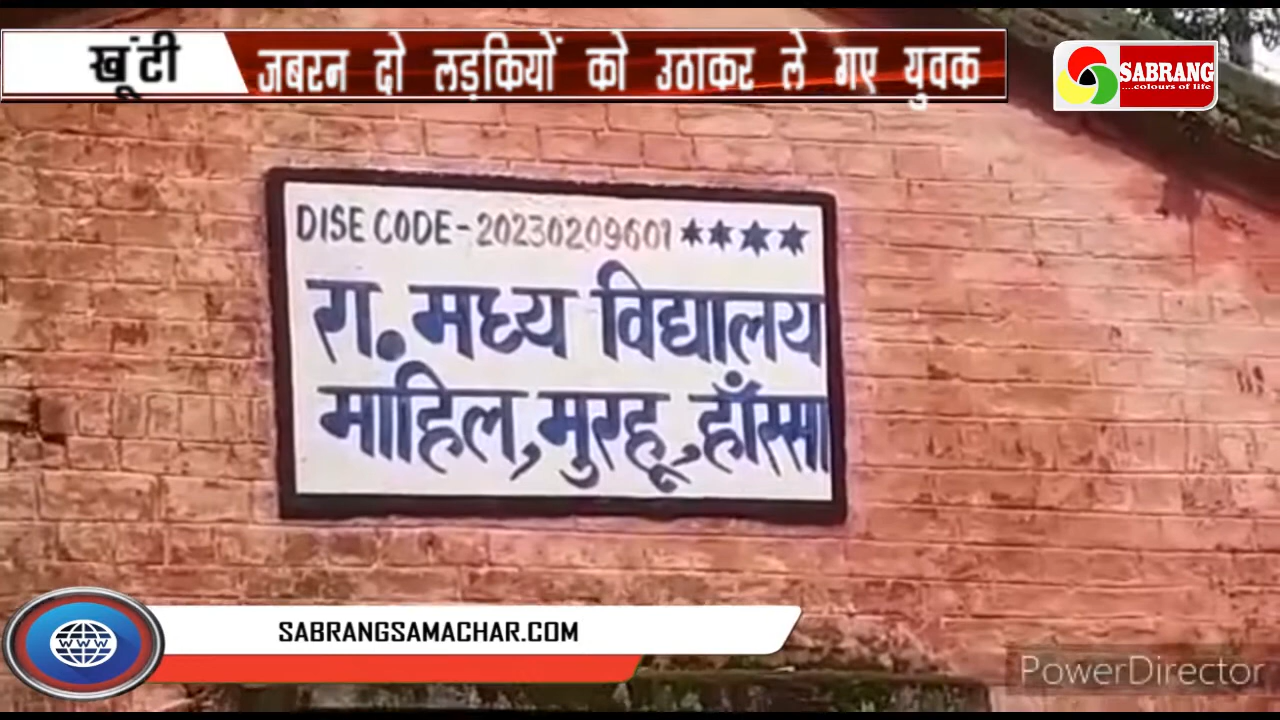 खूंटी
जबरन दो लड़कियों को उठाकर ले गए युवक
SABRANG
....colours of life
DISE CODE-20230209601****
रा. मध्य विद्यालय
माहिल, मुरहू, हाँस्सा
WWW
SABRANGSAMACHAR.COM
PowerDirector